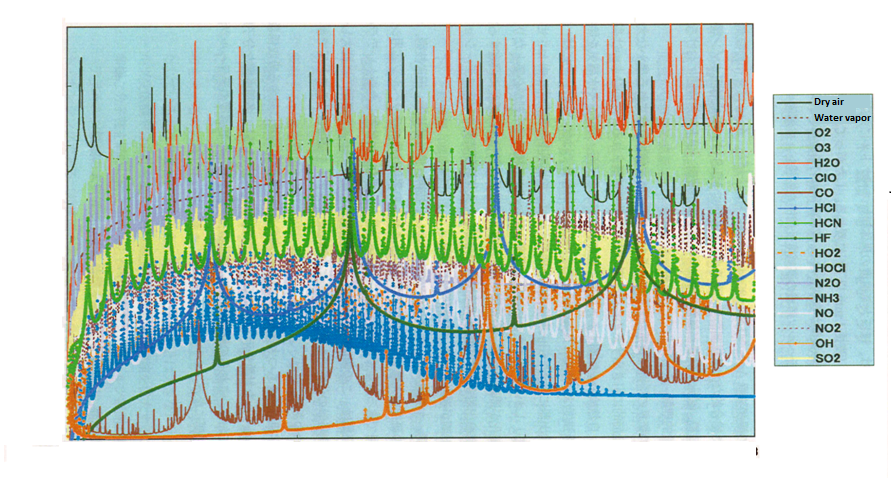 Dry air
Water vapor
O2
O3
H2O
ClO
CO
HCl
HCN
HF
HO2
HOCl
N2O
NH3
NO
NO2
OH
SO2